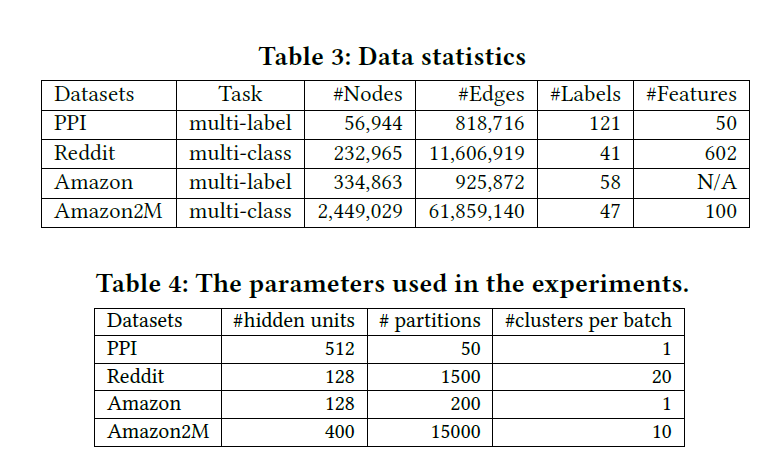 Table 3: Data statistics
Datasets Task #Nodes #Edges #Labels #Features
PPI multi-label 56,944 818,716 121 50
Reddit multi-class 232,965 11,606,919 41 602
Amazon multi-label 334,863 925,872 58 N/A
Amazon2M multi-class 2,449,029 61,859,140 47 100
Table 4: The parameters used in the experiments.
Datasets #hidden units # partitions #clusters per batch
PPI 512 50 1
Reddit 128 1500 20
Amazon 128 200 1
Amazon2M 400 15000 10